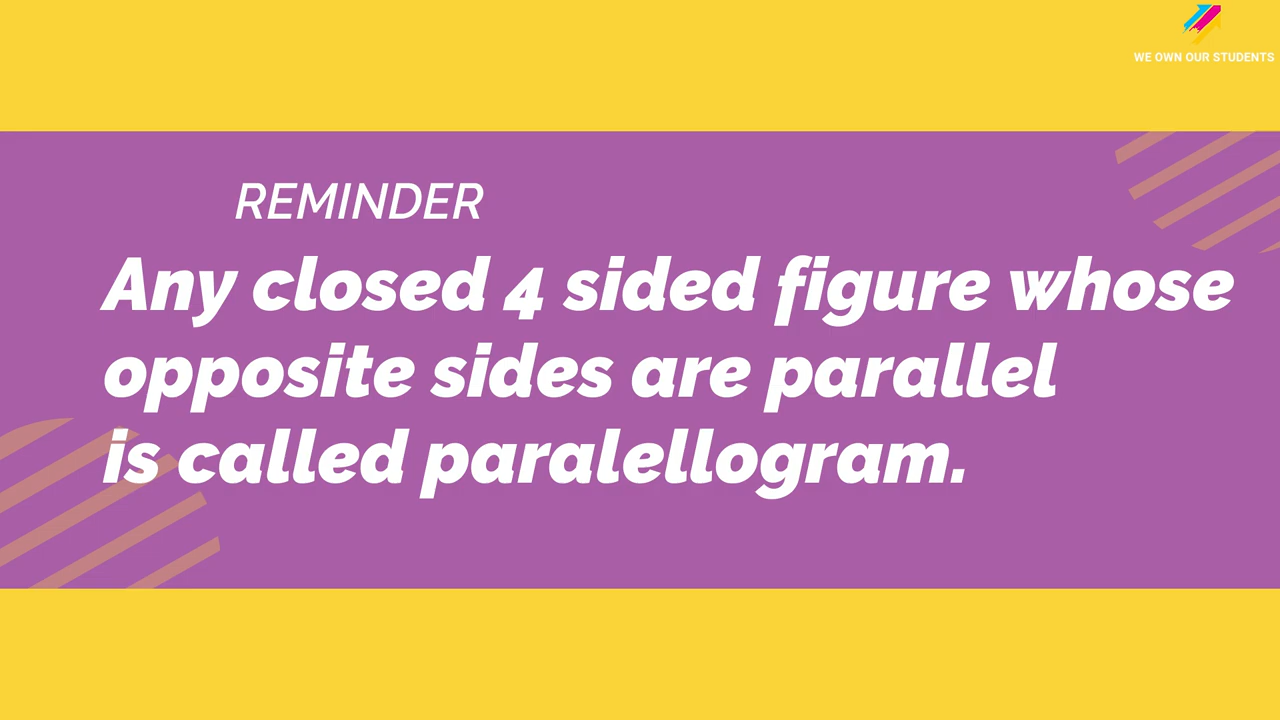 WE OWN OUR STUDENTS
REMINDER
Any closed 4 sided figure whose
opposite sides are parallel
is called paralellogram.